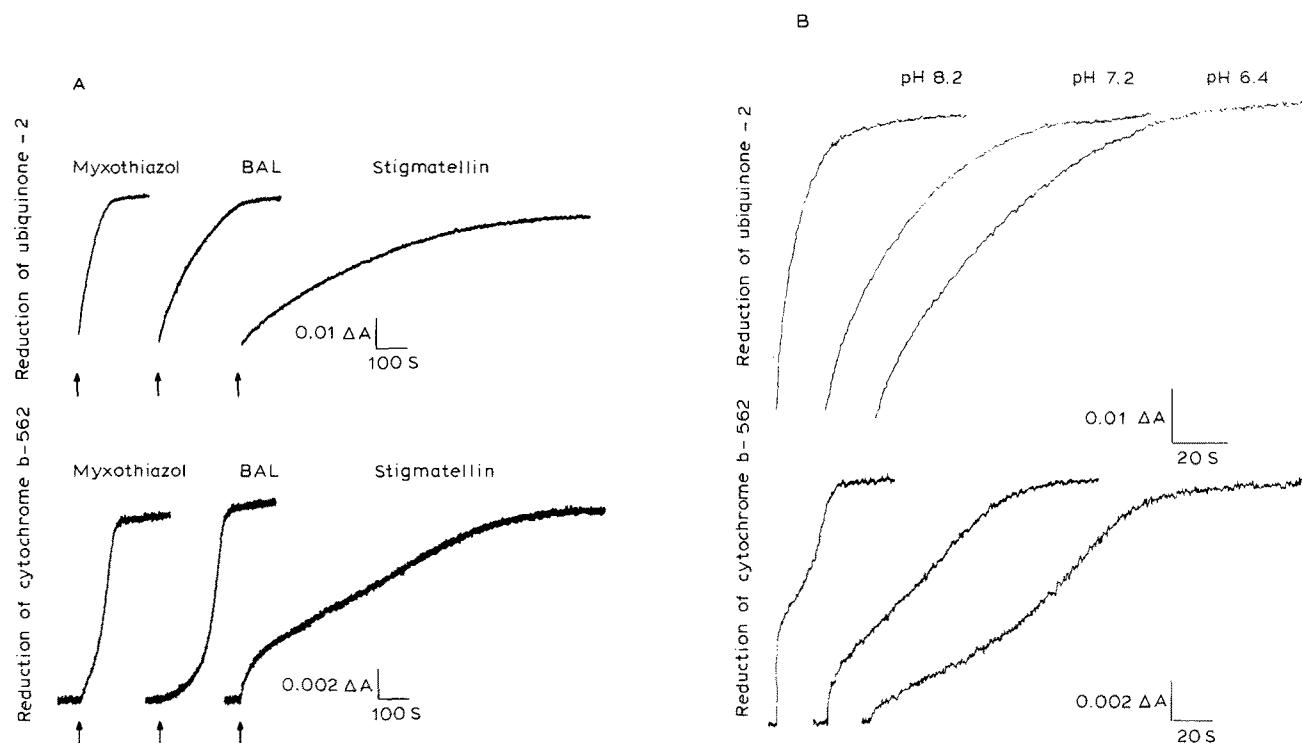 A
Reduction of ubiquinone - 2
Myxothiazol BAL Stigmatellin
0.01 ΔA
100 S
Reduction of cytochrome b-562
Myxothiazol BAL Stigmatellin
0.002 ΔA
100 S
B
Reduction of ubiquinone - 2
pH 8.2 pH 7.2 pH 6.4
0.01 ΔA
20 S
Reduction of cytochrome b-562
0.002 ΔA
20 S